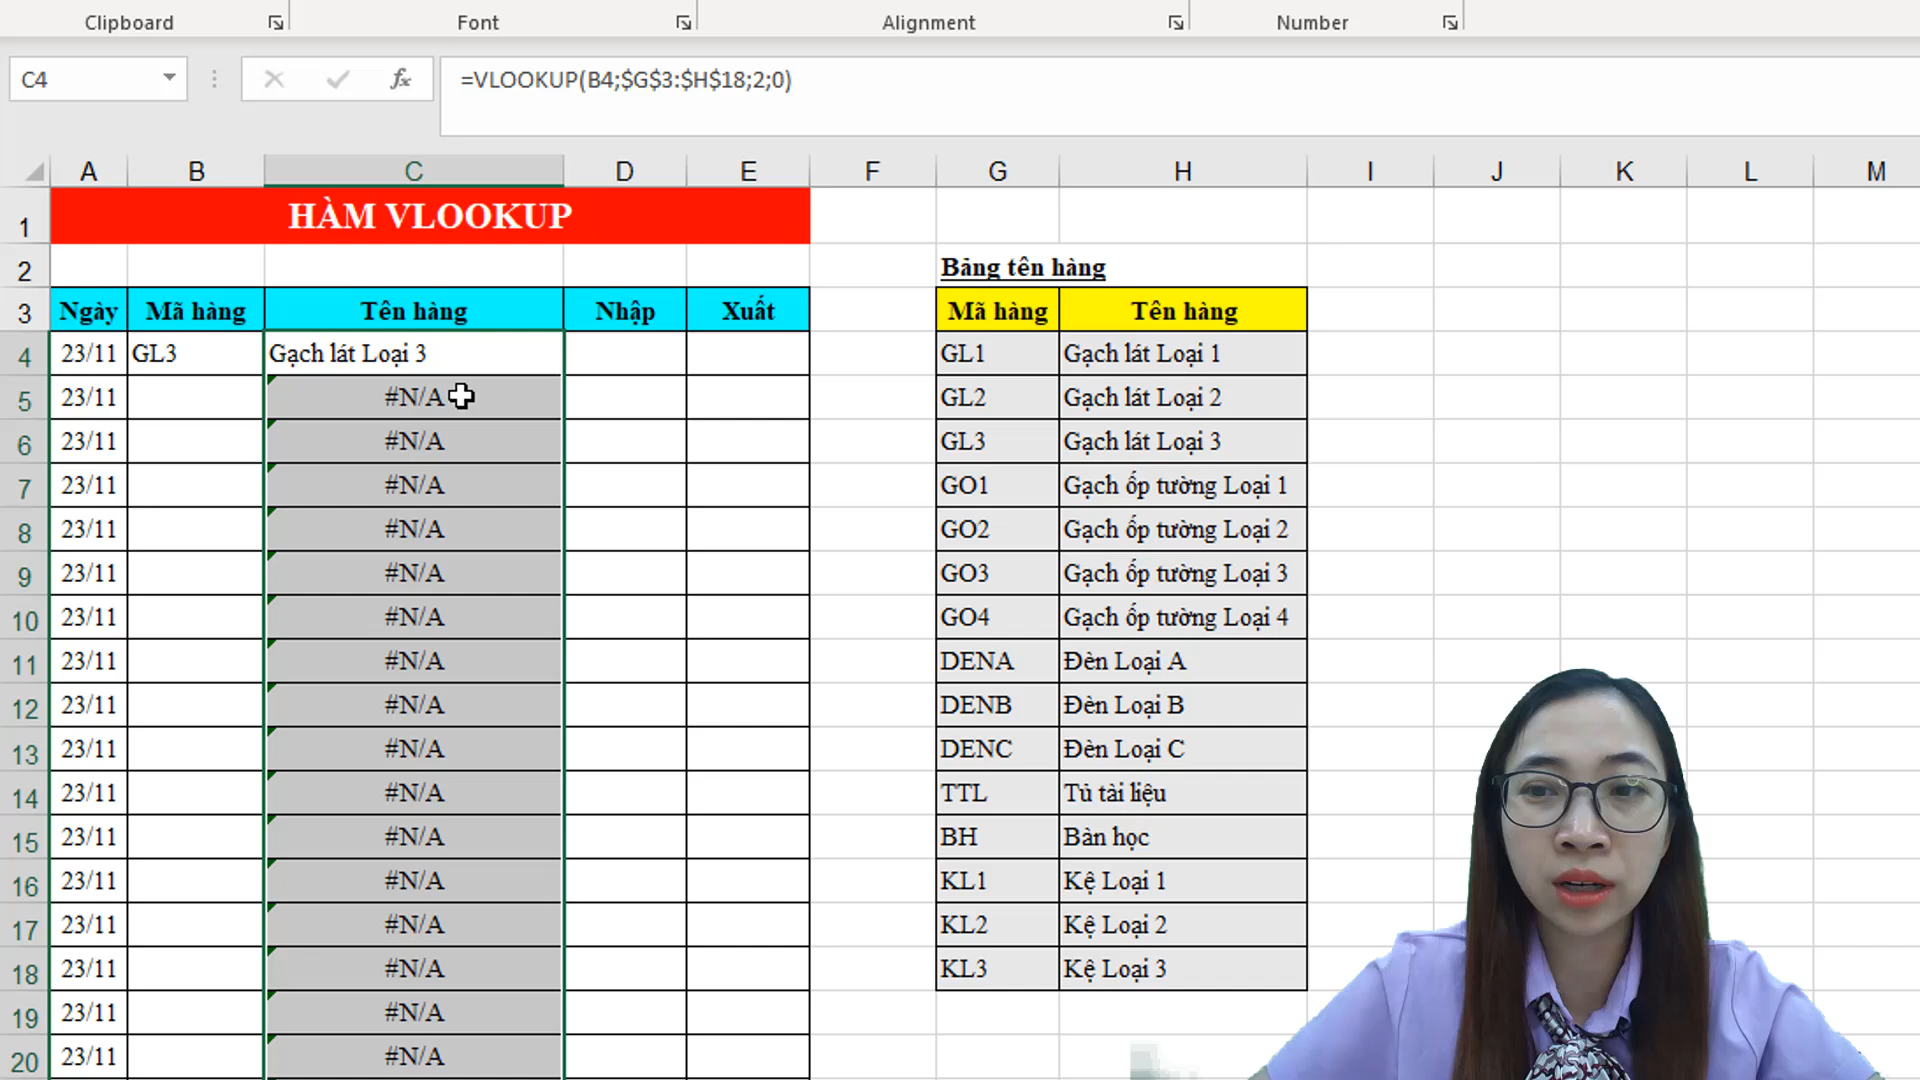 Clipboard Font Alignment Number
C4 fx =VLOOKUP(B4;$G$3:$H$18;2;0)
A B C D E F G H I J K L M
1 HÀM VLOOKUP
2 Bảng tên hàng
3 Ngày Mã hàng Tên hàng Nhập Xuất Mã hàng Tên hàng
4 23/11 GL3 Gạch lát Loại 3 GL1 Gạch lát Loại 1
5 23/11 #N/A GL2 Gạch lát Loại 2
6 23/11 #N/A GL3 Gạch lát Loại 3
7 23/11 #N/A GO1 Gạch ốp tường Loại 1
8 23/11 #N/A GO2 Gạch ốp tường Loại 2
9 23/11 #N/A GO3 Gạch ốp tường Loại 3
10 23/11 #N/A GO4 Gạch ốp tường Loại 4
11 23/11 #N/A DENA Đèn Loại A
12 23/11 #N/A DENB Đèn Loại B
13 23/11 #N/A DENC Đèn Loại C
14 23/11 #N/A TTL Tủ tài liệu
15 23/11 #N/A BH Bàn học
16 23/11 #N/A KL1 Kệ Loại 1
17 23/11 #N/A KL2 Kệ Loại 2
18 23/11 #N/A KL3 Kệ Loại 3
19 23/11 #N/A
20 23/11 #N/A